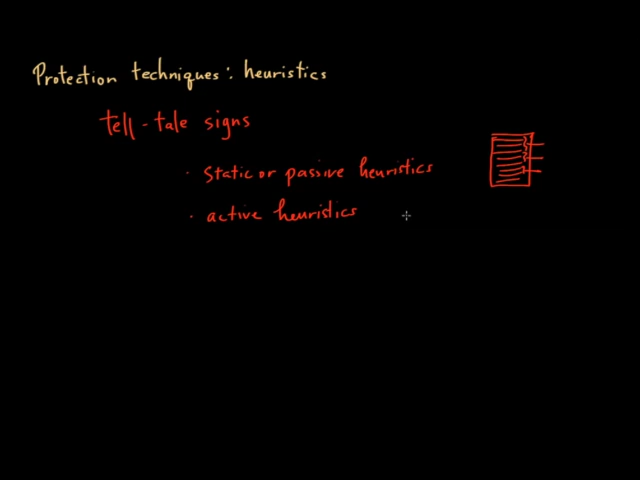 Protection techniques: heuristics
tell-tale signs
· Static or passive heuristics
· active heuristics